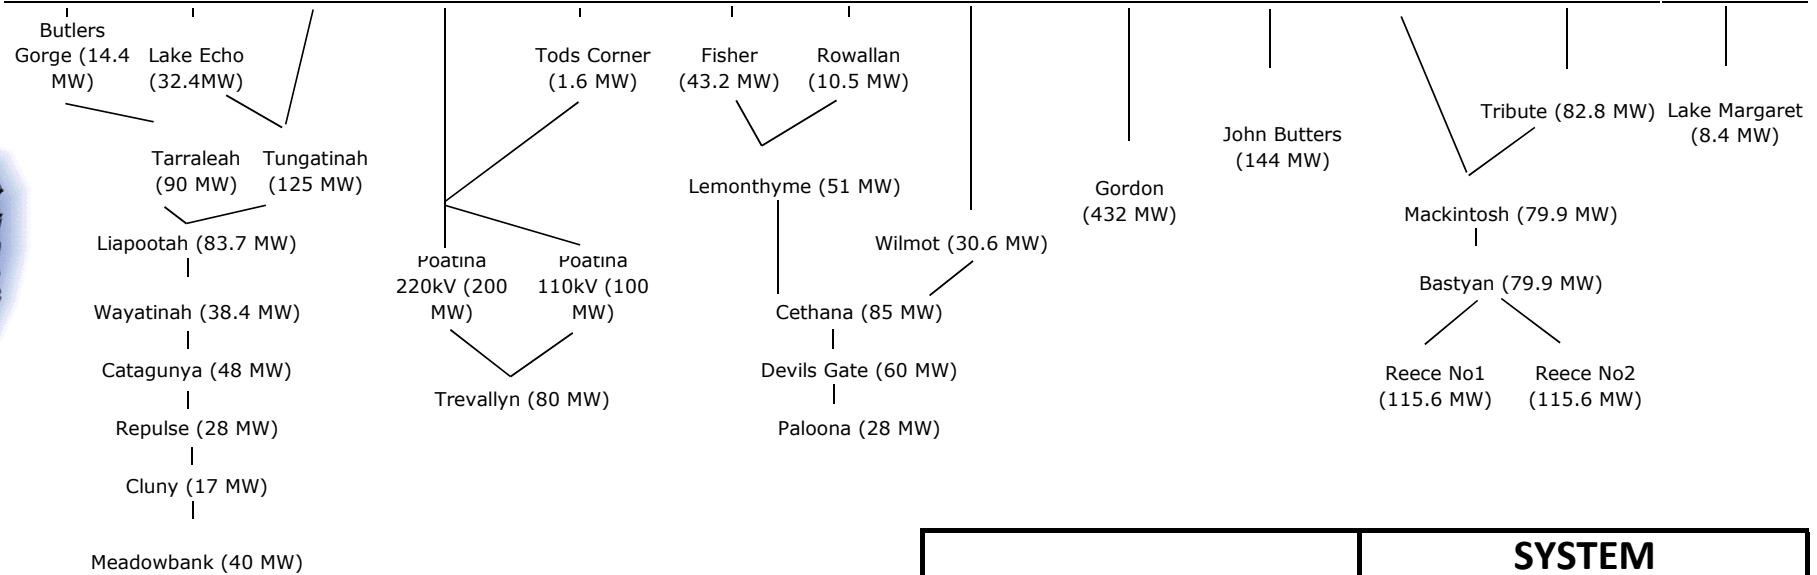 Butlers
Gorge (14.4
MW)
Lake Echo
(32.4MW)
Tods Corner
(1.6 MW)
Fisher
(43.2 MW)
Rowallan
(10.5 MW)
Tribute (82.8 MW)
Lake Margaret
(8.4 MW)
John Butters
(144 MW)
Tarraleah
(90 MW)
Tungatinah
(125 MW)
Lemonthyme (51 MW)
Gordon
(432 MW)
Mackintosh (79.9 MW)
Liapootah (83.7 MW)
Wilmot (30.6 MW)
Poatina
220kV (200
MW)
Poatina
110kV (100
MW)
Bastyan (79.9 MW)
Wayatinah (38.4 MW)
Cethana (85 MW)
Catagunya (48 MW)
Devils Gate (60 MW)
Reece No1
(115.6 MW)
Reece No2
(115.6 MW)
Trevallyn (80 MW)
Repulse (28 MW)
Paloona (28 MW)
Cluny (17 MW)
Meadowbank (40 MW)
SYSTEM